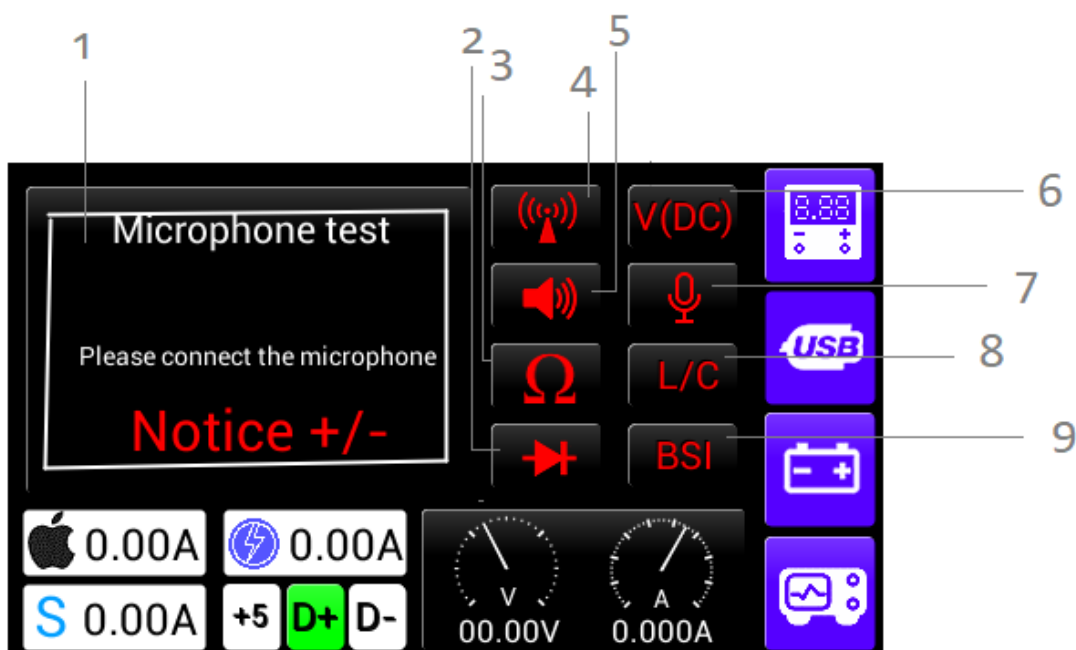 1
2
3
4
5
6
7
8
9
Microphone test
Please connect the microphone
Notice +/-
V(DC)
Ω
L/C
BSI
8.88
- +
USB
- +
0.00A
0.00A
S 0.00A
+5 D+ D-
V
00.00V
A
0.000A